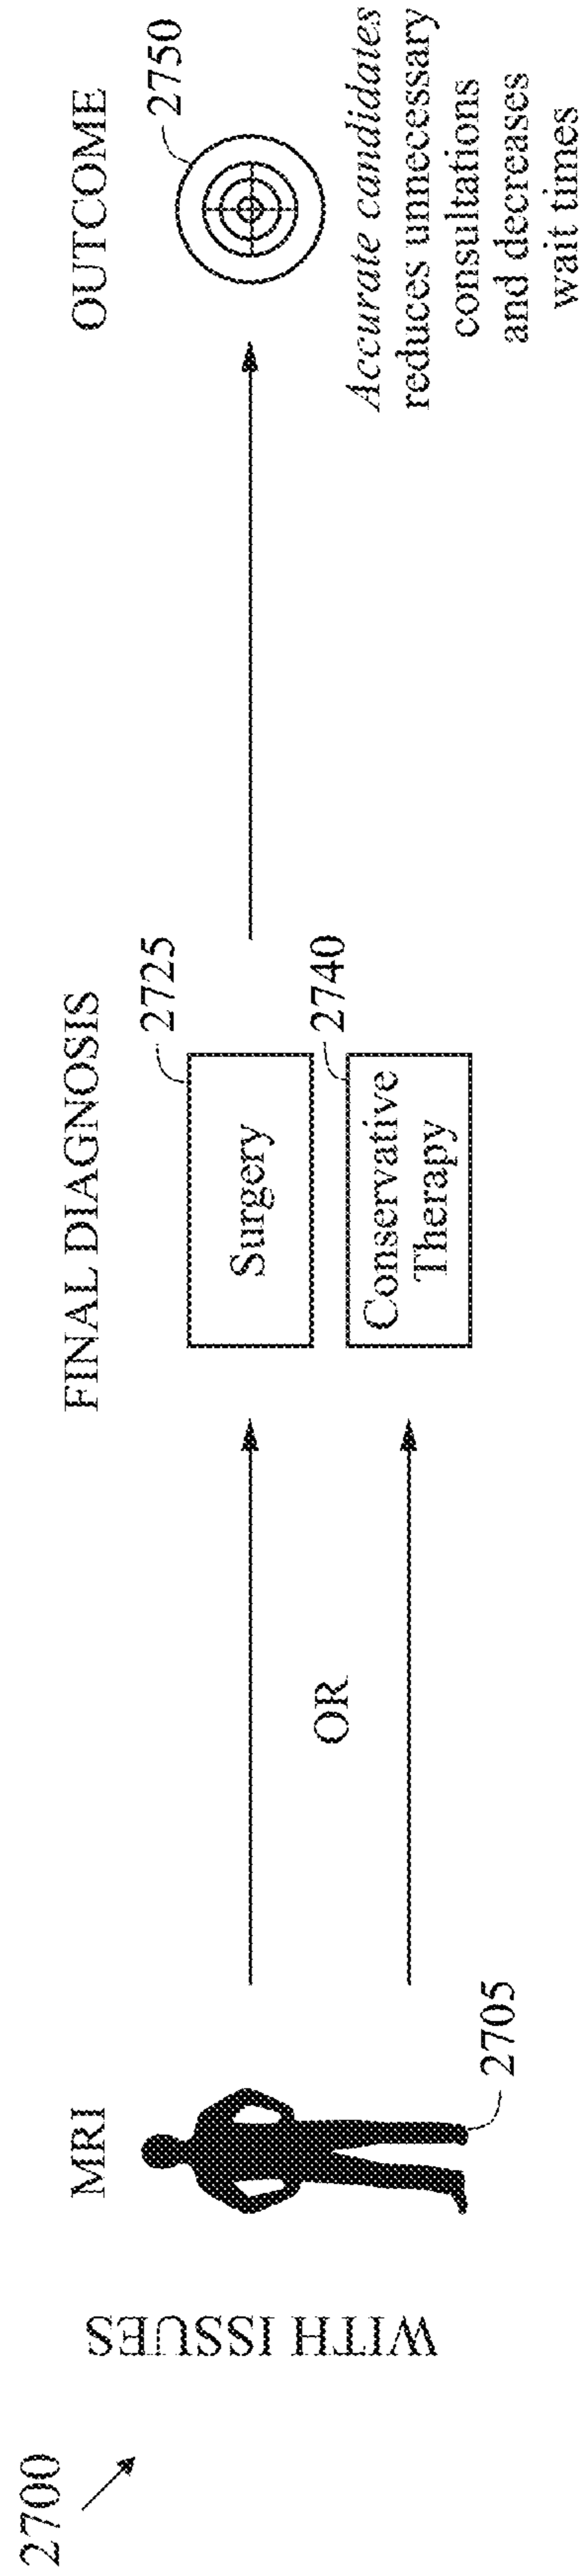 2700
WITH ISSUES
MRI
2705
OR
FINAL DIAGNOSIS
2725
Surgery
2740
Conservative
Therapy
OUTCOME
2750
Accurate candidates
reduces unnecessary
consultations
and decreases
wait times